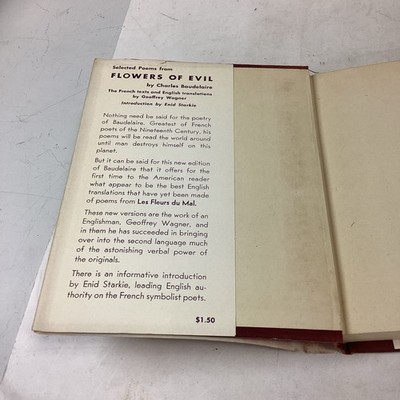 Selected Poems from
FLOWERS OF EVIL
by Charles Baudelaire
The French texts and English translations
by Geoffrey Wagner
Introduction by Enid Starkie
Nothing need be said for the poetry
of Baudelaire. Greatest of French
poets of the Nineteenth Century, his
poems will be read the world around
until man destroys himself on this
planet.
But it can be said for this new edition
of Baudelaire that it offers for the
first time to the American reader
what appear to be the best English
translations that have yet been made
of poems from Les Fleurs du Mal.
These new versions are the work of an
Englishman, Geoffrey Wagner, and
in them he has succeeded in bringing
over into the second language much
of the astonishing verbal power of
the originals.
There is an informative introduction
by Enid Starkie, leading English au-
thority on the French symbolist poets.
$1.50